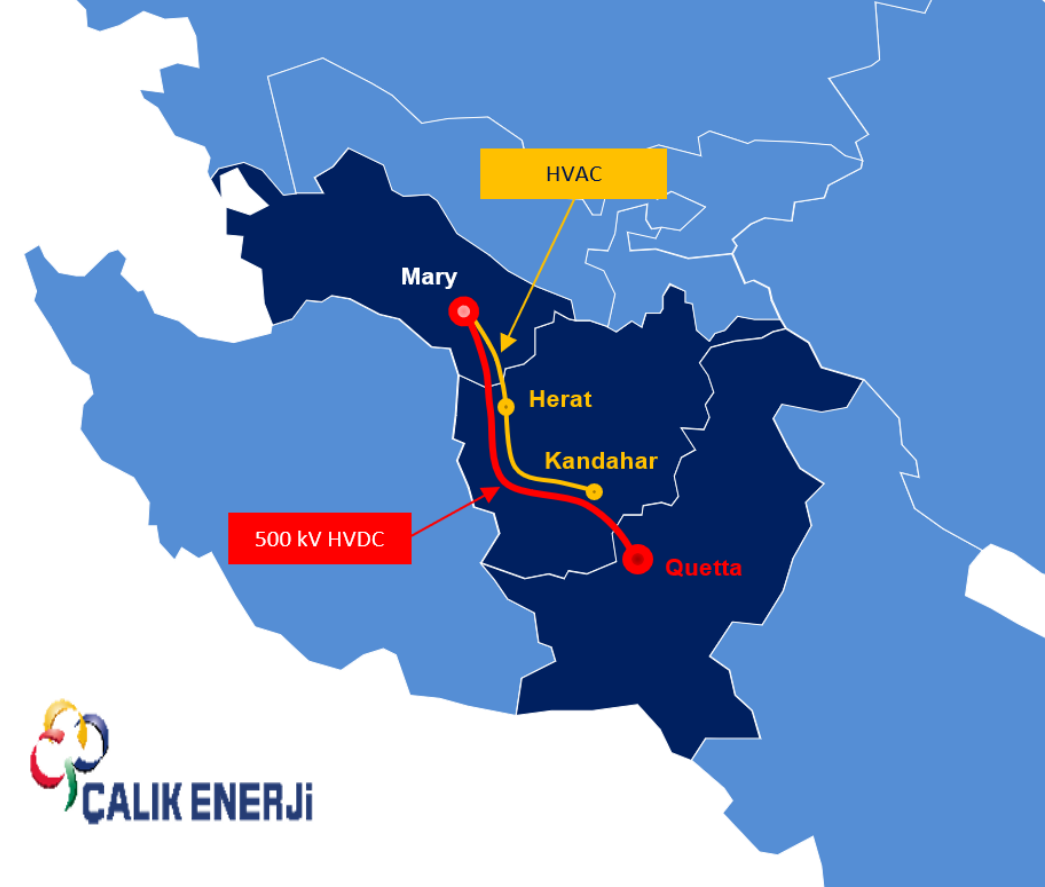 HVAC
Mary
Herat
Kandahar
500 kV HVDC
Quetta
ÇALIK ENERJi